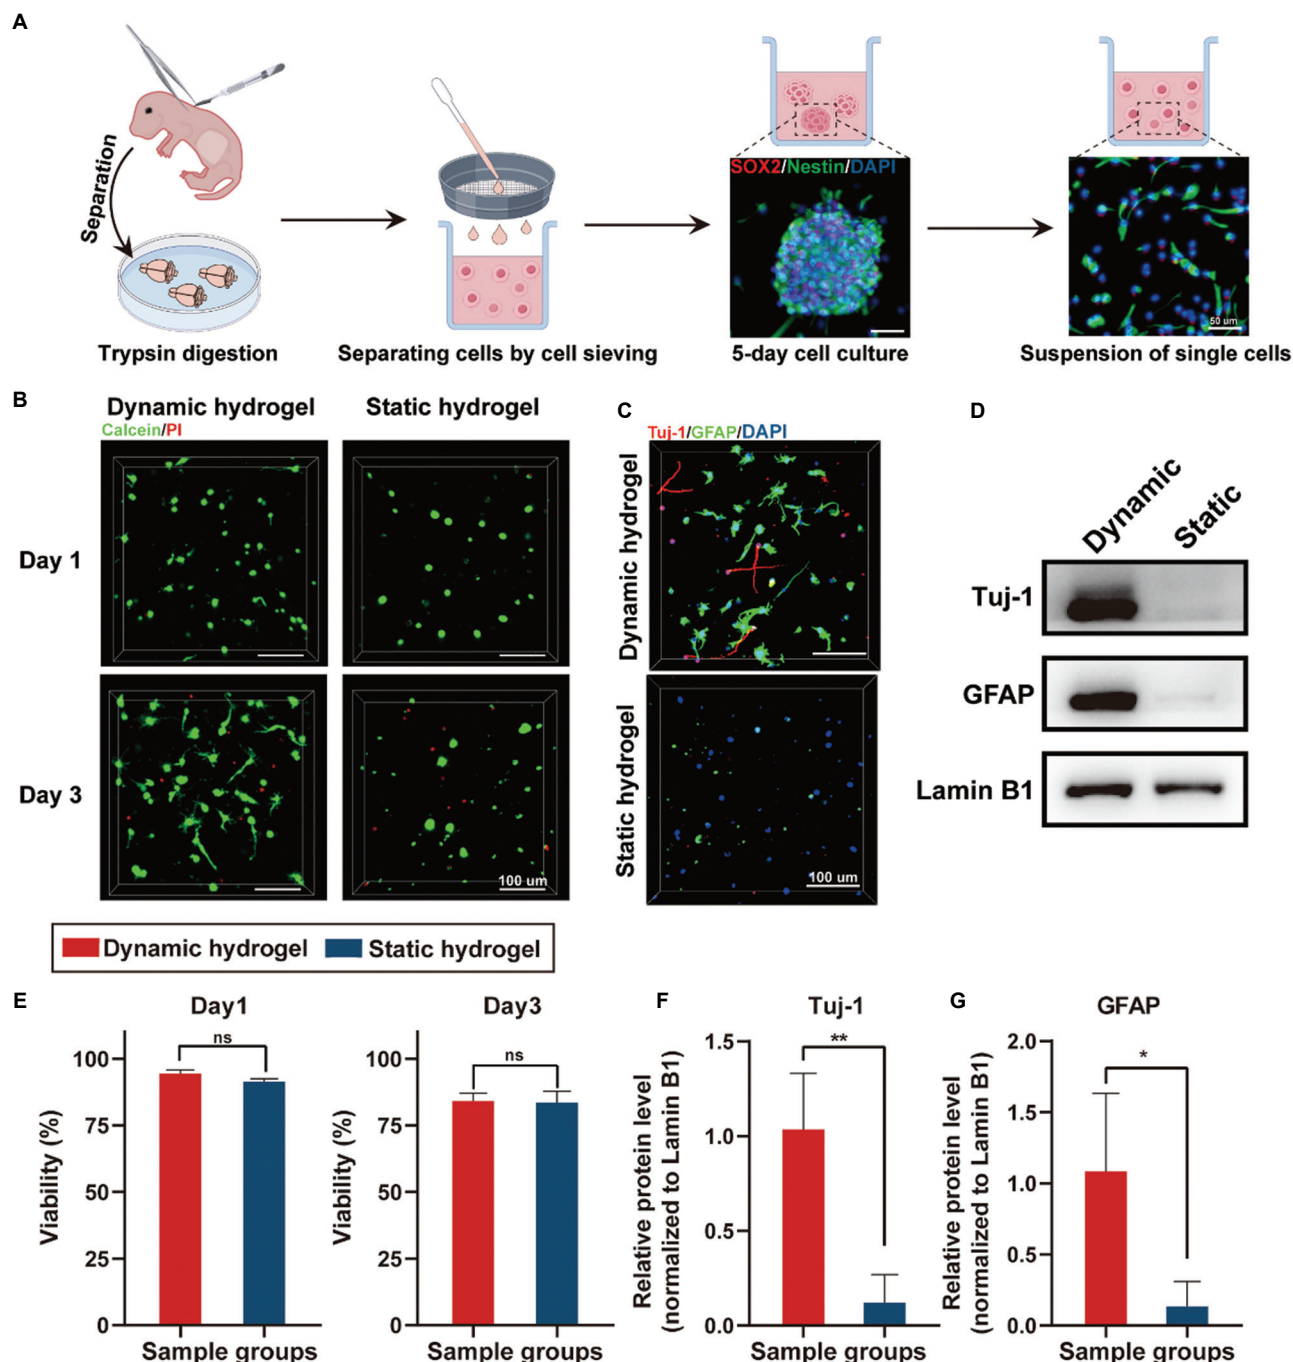 A
Separation
Trypsin digestion
Separating cells by cell sieving
SOX2/Nestin/DAPI
5-day cell culture
50 um
Suspension of single cells
B
Dynamic hydrogel
Static hydrogel
Calcein/PI
Day 1
Day 3
100 um
C
Tuj-1/GFAP/DAPI
Dynamic hydrogel
Static hydrogel
100 um
D
Dynamic
Static
Tuj-1
GFAP
Lamin B1
Dynamic hydrogel
Static hydrogel
E
Day1
Viability (%)
100
75
50
25
0
ns
Sample groups
Day3
Viability (%)
100
75
50
25
0
ns
Sample groups
F
Tuj-1
Relative protein level
(normalized to Lamin B1)
1.5
1.0
0.5
0.0
**
Sample groups
G
GFAP
Relative protein level
(normalized to Lamin B1)
2.0
1.5
1.0
0.5
0.0
*
Sample groups